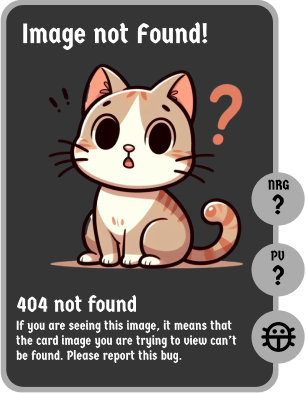 Image not Found!
?
NRG
?
PV
?
404 not found
If you are seeing this image, it means that
the card image you are trying to view can't
be found. Please report this bug.